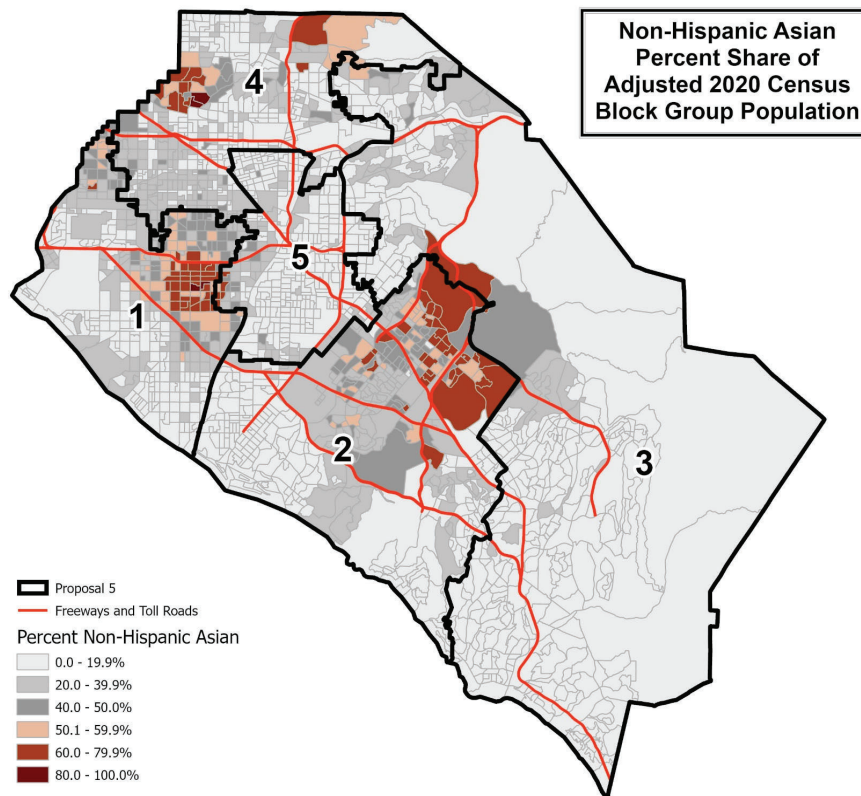 Non-Hispanic Asian
Percent Share of
Adjusted 2020 Census
Block Group Population
4
5
1
2
3
Proposal 5
Freeways and Toll Roads
Percent Non-Hispanic Asian
0.0 - 19.9%
20.0 - 39.9%
40.0 - 50.0%
50.1 - 59.9%
60.0 - 79.9%
80.0 - 100.0%